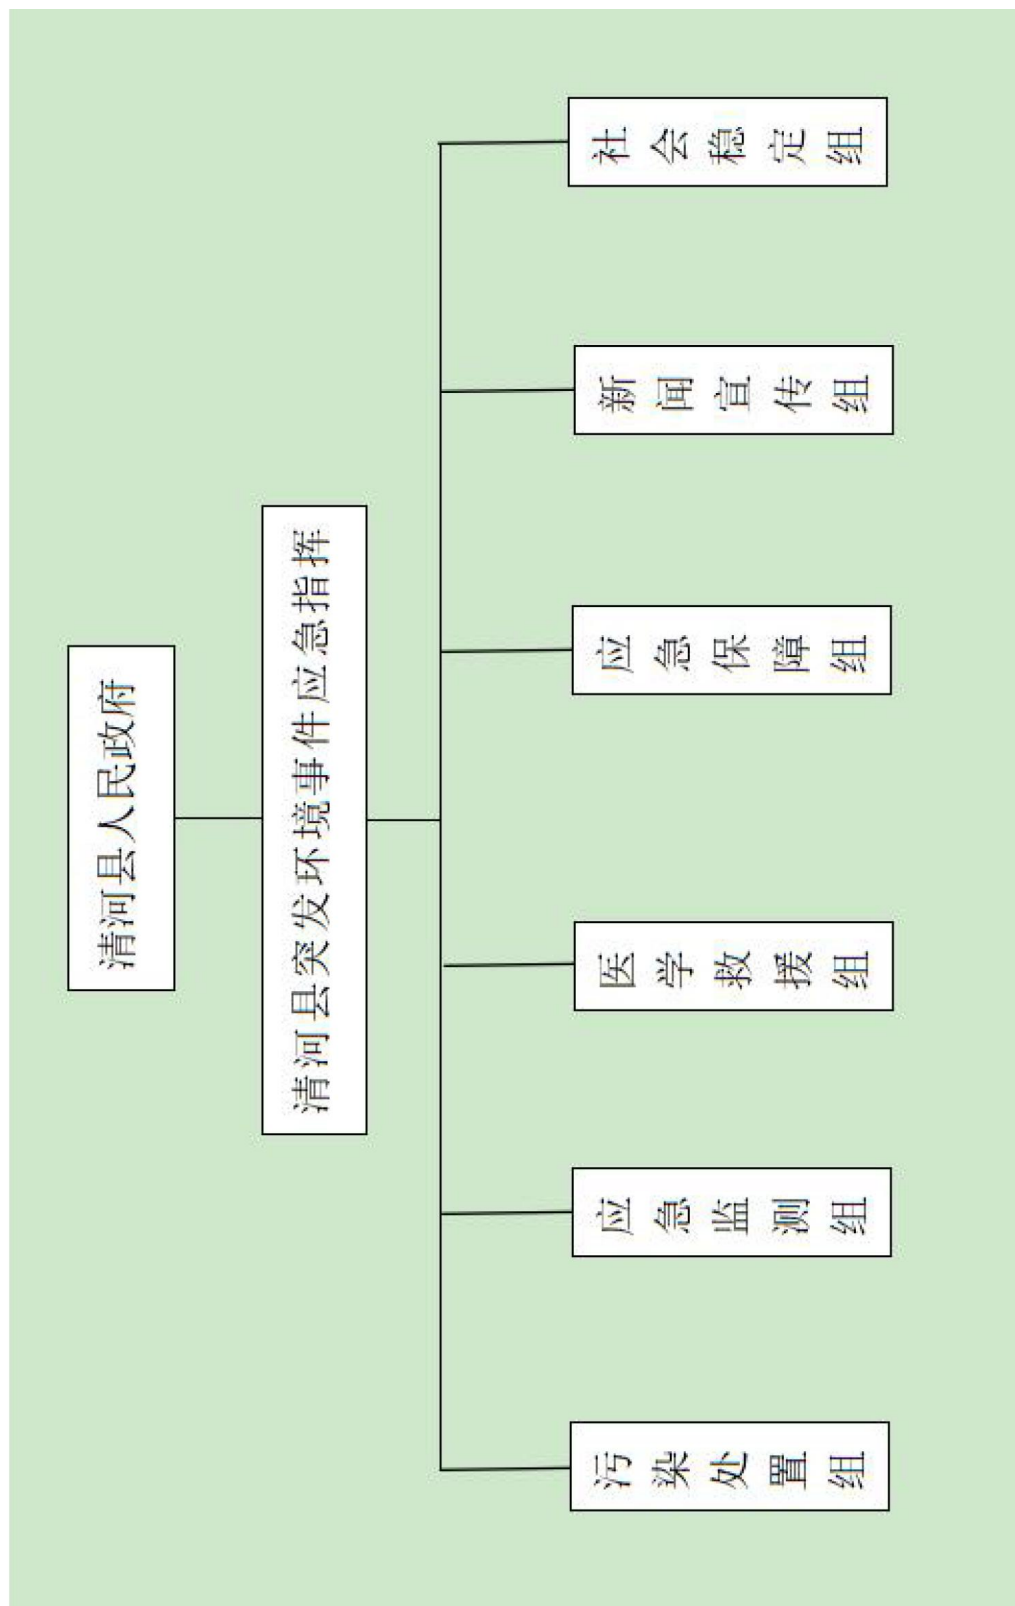 清河县人民政府
清河县突发环境事件应急指挥
污染处置组
应急监测组
医学救援组
应急保障组
新闻宣传组
社会稳定组